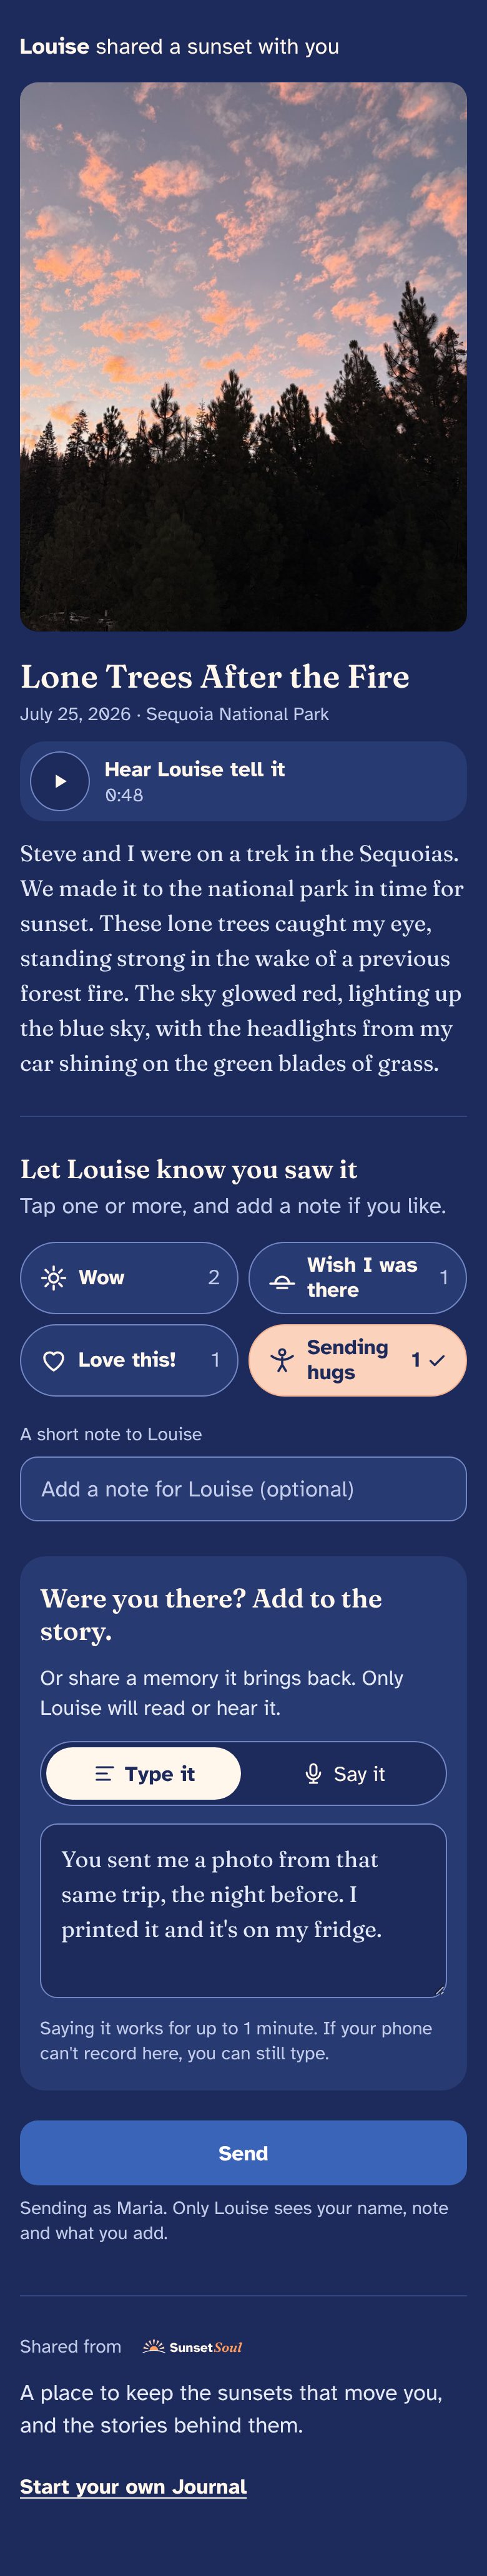 Louise shared a sunset with you
Lone Trees After the Fire
July 25, 2026 · Sequoia National Park
Hear Louise tell it
0:48
Steve and I were on a trek in the Sequoias.
We made it to the national park in time for
sunset. These lone trees caught my eye,
standing strong in the wake of a previous
forest fire. The sky glowed red, lighting up
the blue sky, with the headlights from my
car shining on the green blades of grass.
Let Louise know you saw it
Tap one or more, and add a note if you like.
Wow 2
Wish I was
there 1
Love this! 1
Sending
hugs 1
A short note to Louise
Add a note for Louise (optional)
Were you there? Add to the
story.
Or share a memory it brings back. Only
Louise will read or hear it.
Type it
Say it
You sent me a photo from that
same trip, the night before. I
printed it and it's on my fridge.
Saying it works for up to 1 minute. If your phone
can't record here, you can still type.
Send
Sending as Maria. Only Louise sees your name, note
and what you add.
Shared from SunsetSoul
A place to keep the sunsets that move you,
and the stories behind them.
Start your own Journal